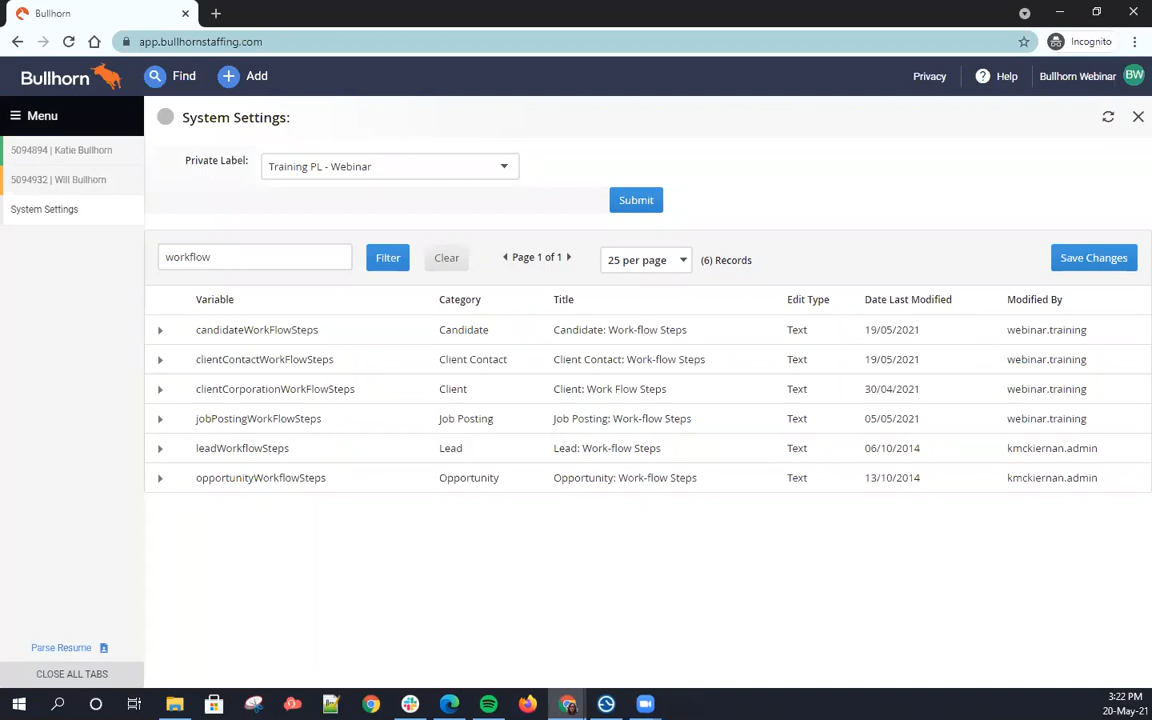 Bullhorn
app.bullhornstaffing.com
Incognito
Bullhorn
Find
Add
Privacy
Help
Bullhorn Webinar
BW
Menu
5094894 | Katie Bullhorn
5094932 | Will Bullhorn
System Settings
System Settings:
Private Label:
Training PL - Webinar
Submit
workflow
Filter
Clear
Page 1 of 1
25 per page
(6) Records
Save Changes
Variable Category Title Edit Type Date Last Modified Modified By
candidateWorkFlowSteps Candidate Candidate: Work-flow Steps Text 19/05/2021 webinar.training
clientContactWorkFlowSteps Client Contact Client Contact: Work-flow Steps Text 19/05/2021 webinar.training
clientCorporationWorkFlowSteps Client Client: Work Flow Steps Text 30/04/2021 webinar.training
jobPostingWorkFlowSteps Job Posting Job Posting: Work-flow Steps Text 05/05/2021 webinar.training
leadWorkflowSteps Lead Lead: Work-flow Steps Text 06/10/2014 kmckiernan.admin
opportunityWorkflowSteps Opportunity Opportunity: Work-flow Steps Text 13/10/2014 kmckiernan.admin
Parse Resume
CLOSE ALL TABS
3:22 PM
20-May-21